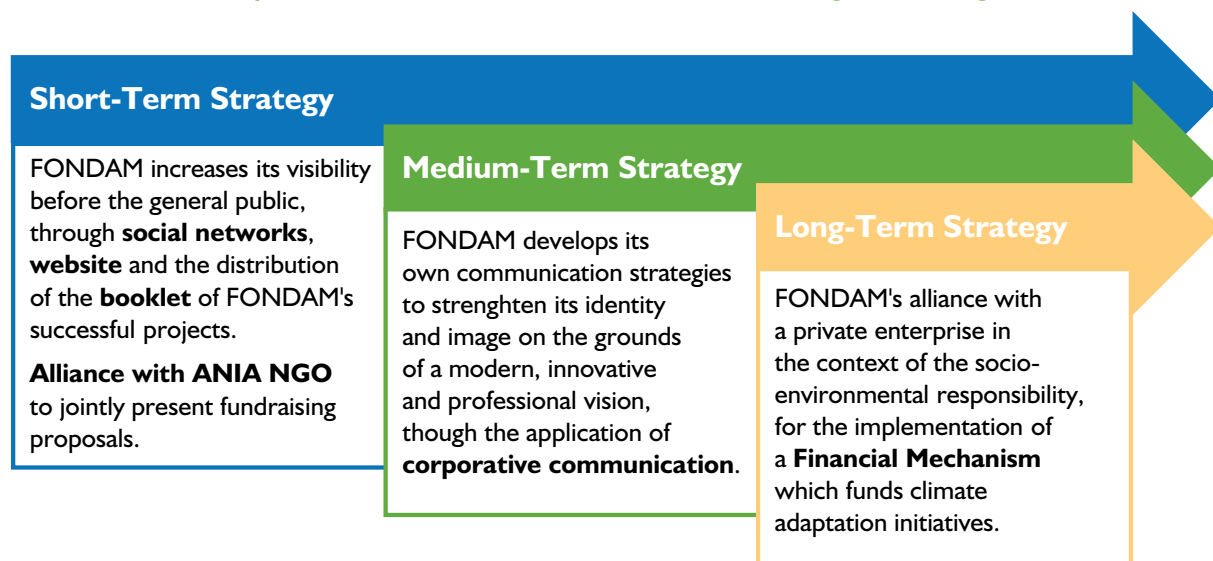 Short-Term Strategy
FONDAM increases its visibility
before the general public,
through social networks,
website and the distribution
of the booklet of FONDAM's
successful projects.
Alliance with ANIA NGO
to jointly present fundraising
proposals.
Medium-Term Strategy
FONDAM develops its
own communication strategies
to strenghten its identity
and image on the grounds
of a modern, innovative
and professional vision,
though the application of
corporative communication.
Long-Term Strategy
FONDAM's alliance with
a private enterprise in
the context of the socio-
environmental responsibility,
for the implementation of
a Financial Mechanism
which funds climate
adaptation initiatives.